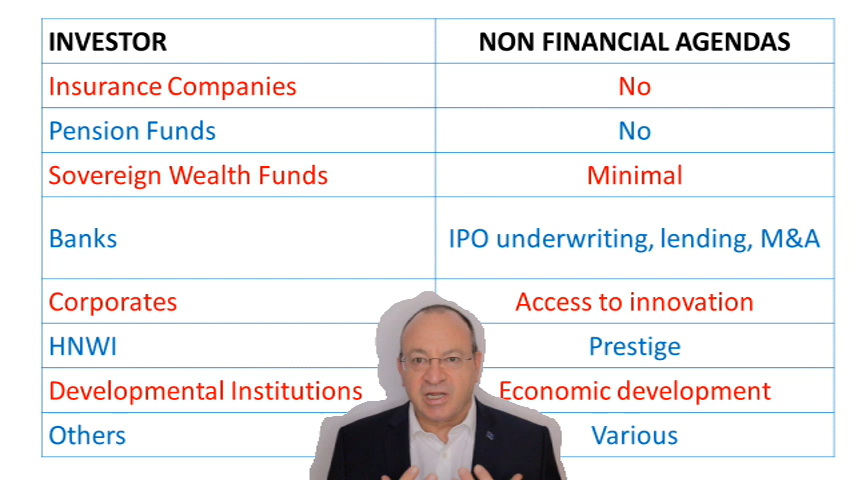 INVESTOR NON FINANCIAL AGENDAS
Insurance Companies No
Pension Funds No
Sovereign Wealth Funds Minimal
Banks IPO underwriting, lending, M&A
Corporates Access to innovation
HNWI Prestige
Developmental Institutions Economic development
Others Various